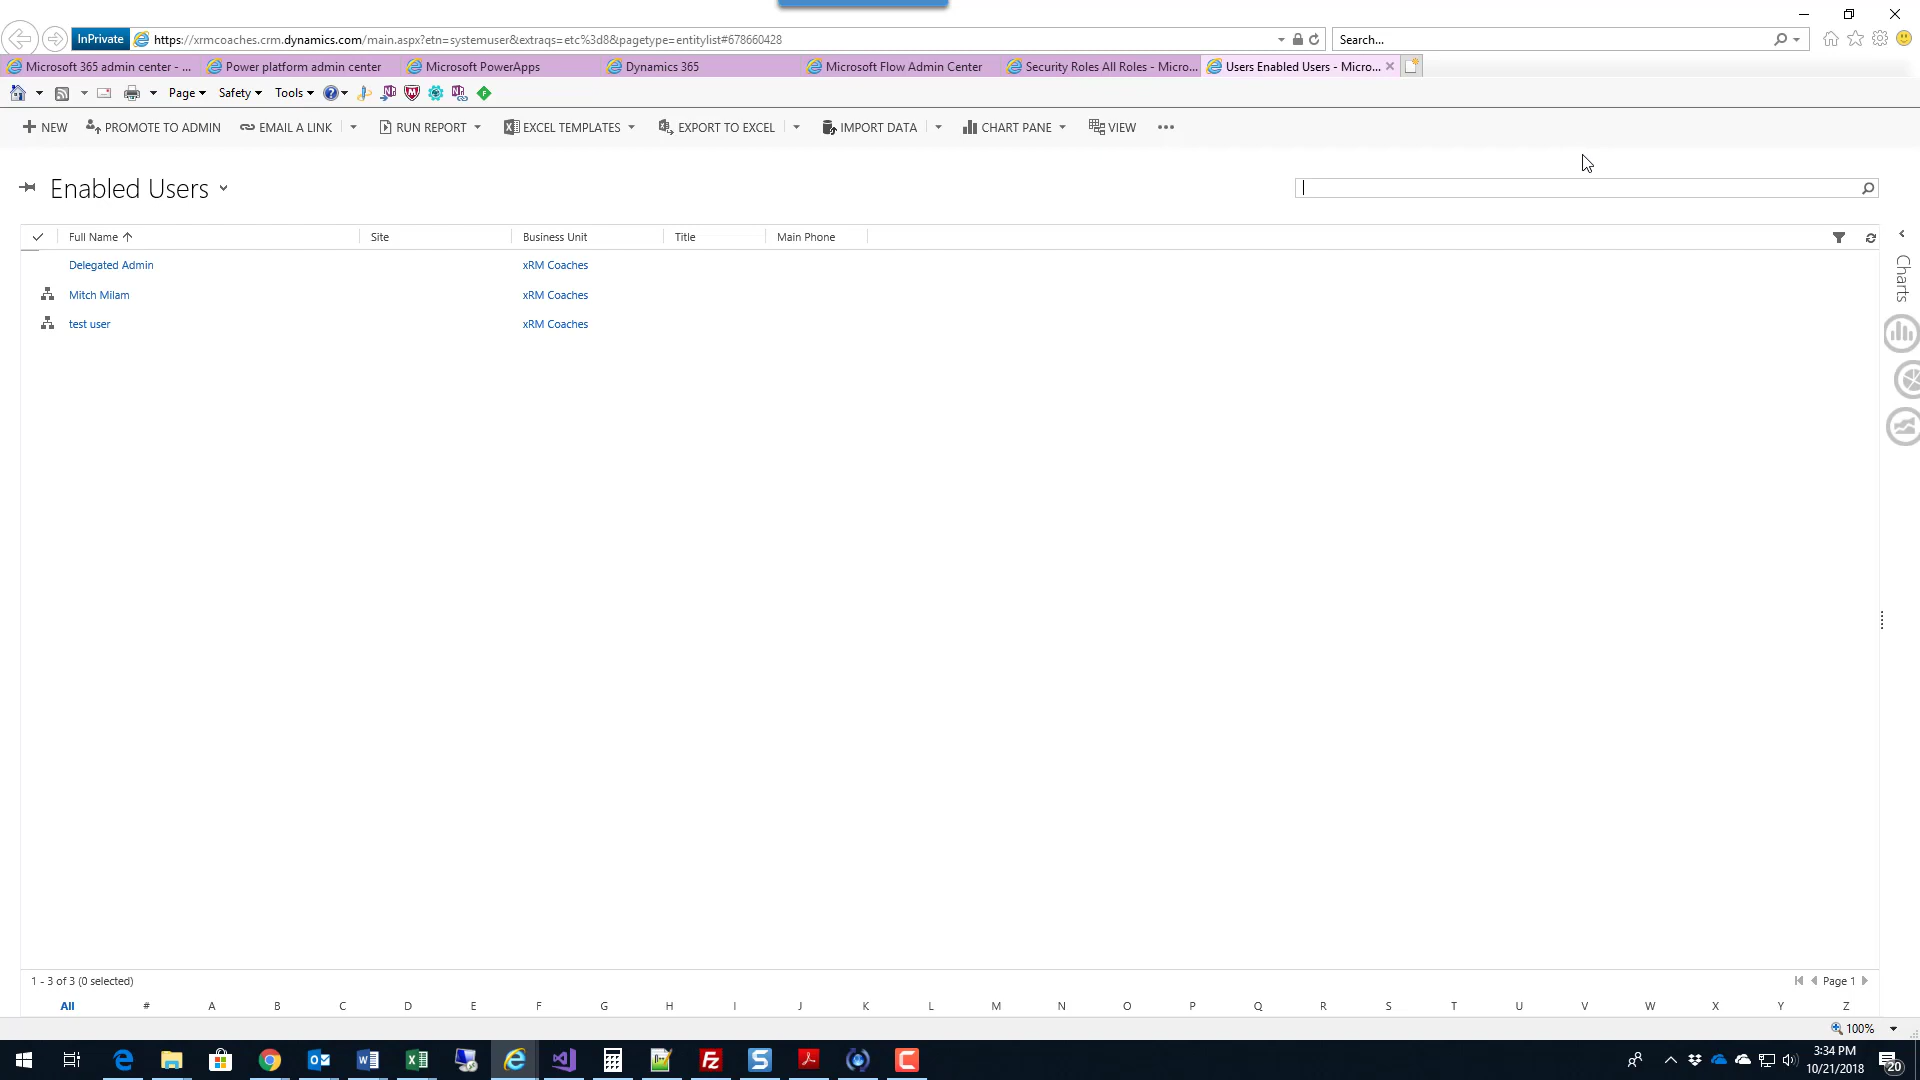 InPrivate https://xrmcoaches.crm.dynamics.com/main.aspx?etn=systemuser&extraqs=etc%3d8&pagetype=entitylist#678660428 Search...
Microsoft 365 admin center - ... Power platform admin center Microsoft PowerApps Dynamics 365 Microsoft Flow Admin Center Security Roles All Roles - Micro... Users Enabled Users - Micro...
Page Safety Tools
NEW PROMOTE TO ADMIN EMAIL A LINK RUN REPORT EXCEL TEMPLATES EXPORT TO EXCEL IMPORT DATA CHART PANE VIEW
Enabled Users
Full Name Site Business Unit Title Main Phone
Charts
Delegated Admin xRM Coaches
Mitch Milam xRM Coaches
test user xRM Coaches
1 - 3 of 3 (0 selected) Page 1
All # A B C D E F G H I J K L M N O P Q R S T U V W X Y Z
100%
3:34 PM
10/21/2018
20